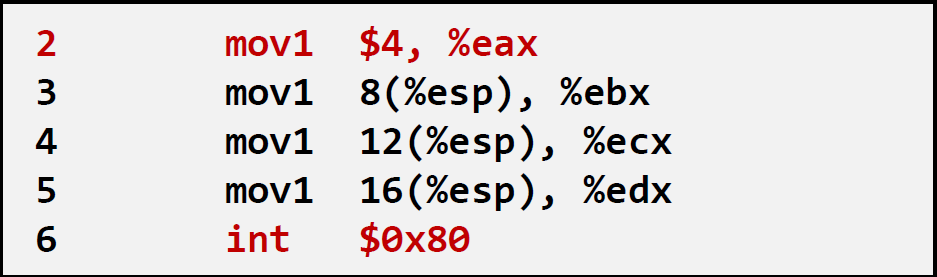 2 mov1 $4, %eax
3 mov1 8(%esp), %ebx
4 mov1 12(%esp), %ecx
5 mov1 16(%esp), %edx
6 int $0x80